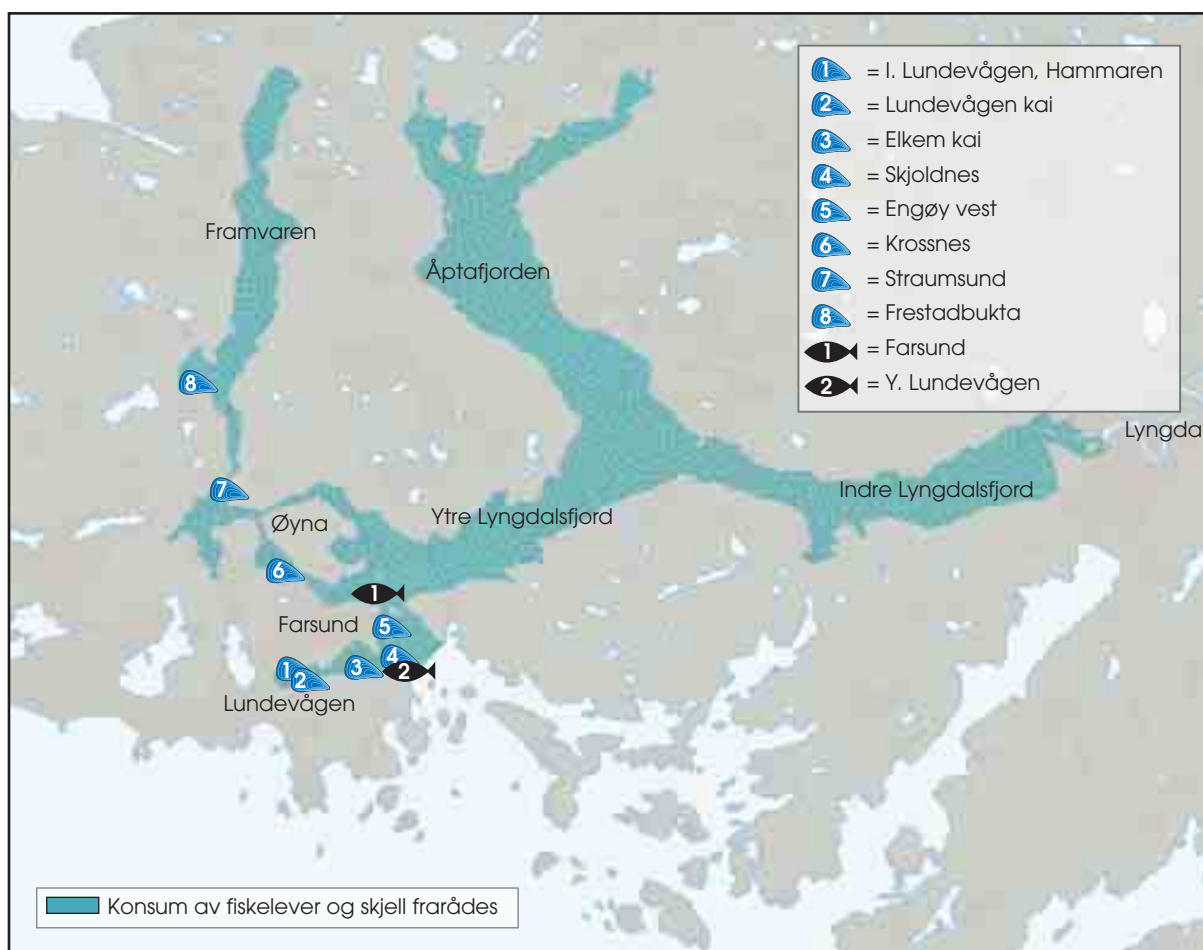 1 = I. Lundevågen, Hammaren
2 = Lundevågen kai
3 = Elkem kai
4 = Skjoldnes
5 = Engøy vest
6 = Krossnes
7 = Straumsund
8 = Frestadbukta
1 = Farsund
2 = Y. Lundevågen
Framvaren
Åptafjorden
8
Lyngda
7
Indre Lyngdalsfjord
Ytre Lyngdalsfjord
Øyna
6
1
Farsund
5
4
1
3
2
2
Lundevågen
Konsum av fiskelever og skjell frarådes